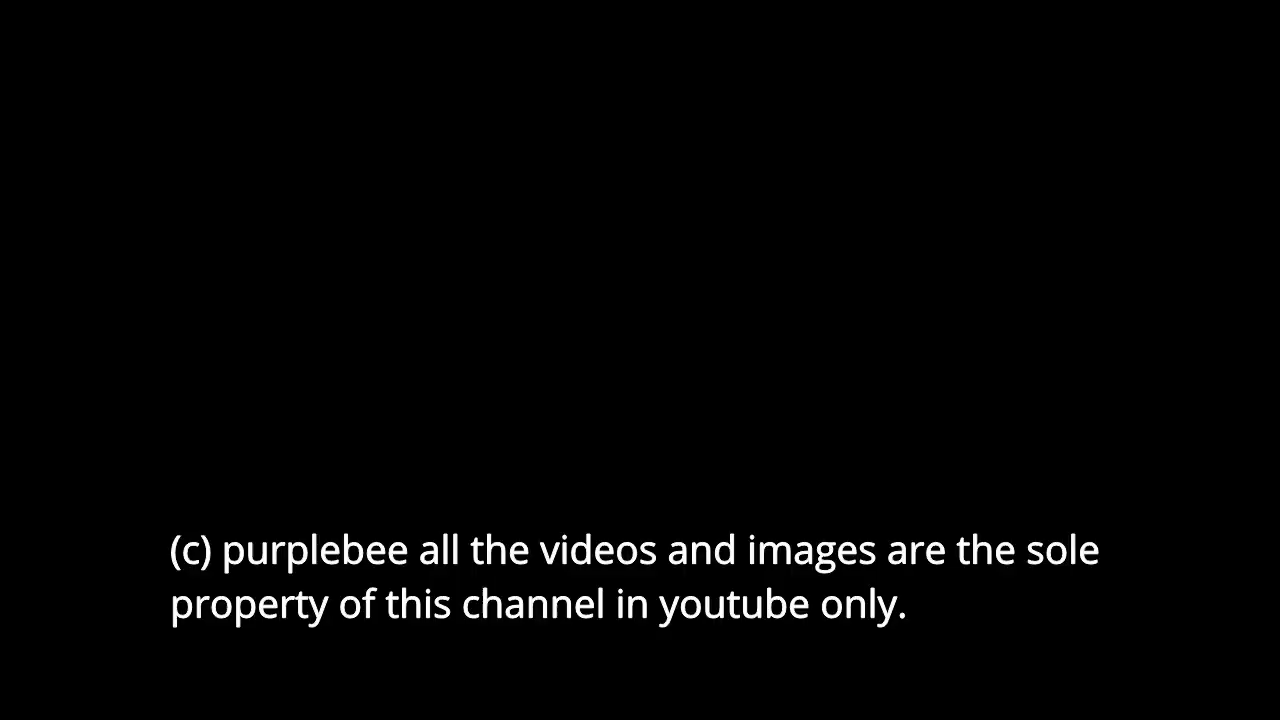 (c) purplebee all the videos and images are the sole
property of this channel in youtube only.